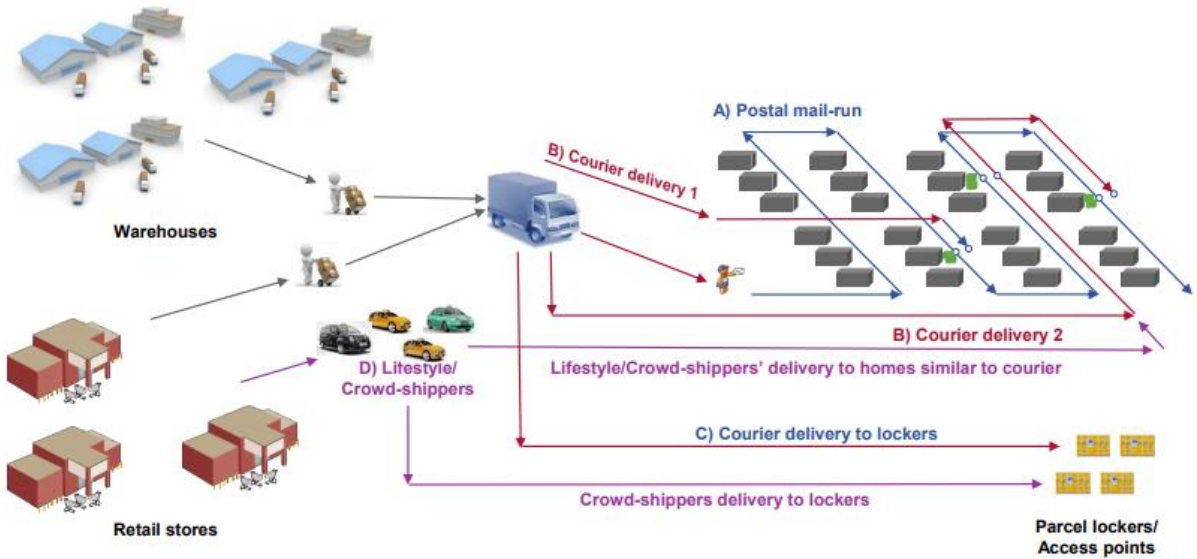 A) Postal mail-run
B) Courier delivery 1
Warehouses
B) Courier delivery 2
D) Lifestyle/
Crowd-shippers
Lifestyle/Crowd-shippers’ delivery to homes similar to courier
C) Courier delivery to lockers
Crowd-shippers delivery to lockers
Retail stores
Parcel lockers/
Access points